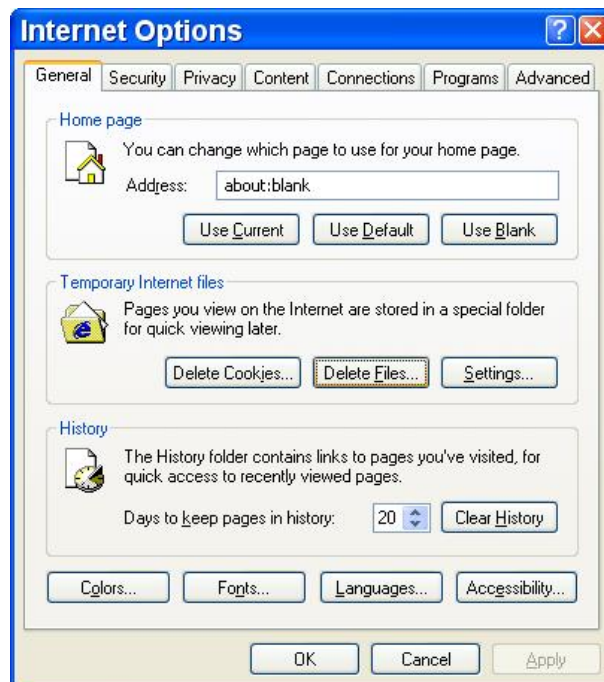 Internet Options
General Security Privacy Content Connections Programs Advanced
Home page
You can change which page to use for your home page.
Address: about:blank
Use Current Use Default Use Blank
Temporary Internet files
Pages you view on the Internet are stored in a special folder
for quick viewing later.
Delete Cookies... Delete Files... Settings...
History
The History folder contains links to pages you've visited, for
quick access to recently viewed pages.
Days to keep pages in history: 20 Clear History
Colors... Fonts... Languages... Accessibility...
OK Cancel Apply